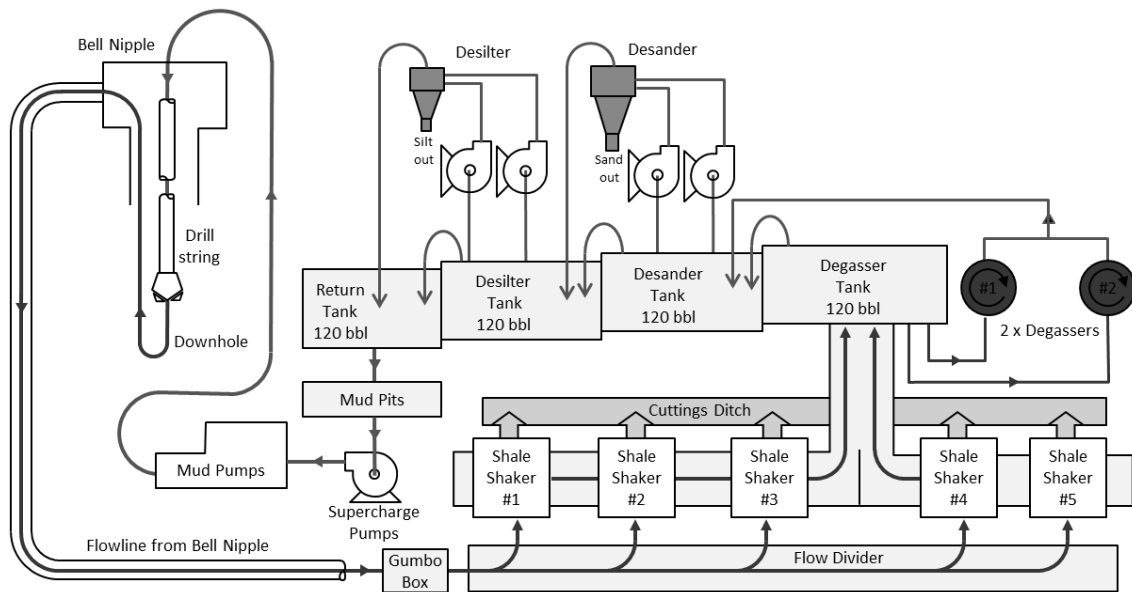 Bell Nipple
Desilter
Desander
Silt
out
Sand
out
Drill
string
Downhole
Return
Tank
120 bbl
Desilter
Tank
120 bbl
Desander
Tank
120 bbl
Degasser
Tank
120 bbl
#1
#2
2 x Degassers
Mud Pits
Cuttings Ditch
Mud Pumps
Supercharge
Pumps
Shale
Shaker
#1
Shale
Shaker
#2
Shale
Shaker
#3
Shale
Shaker
#4
Shale
Shaker
#5
Flowline from Bell Nipple
Gumbo
Box
Flow Divider